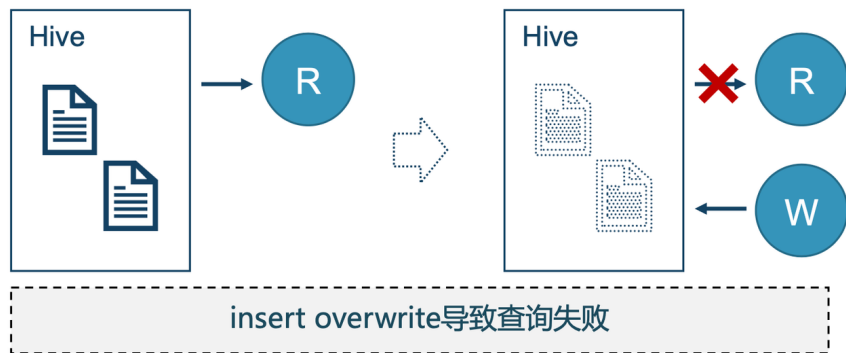 Hive
R
Hive
R
W
insert overwrite导致查询失败